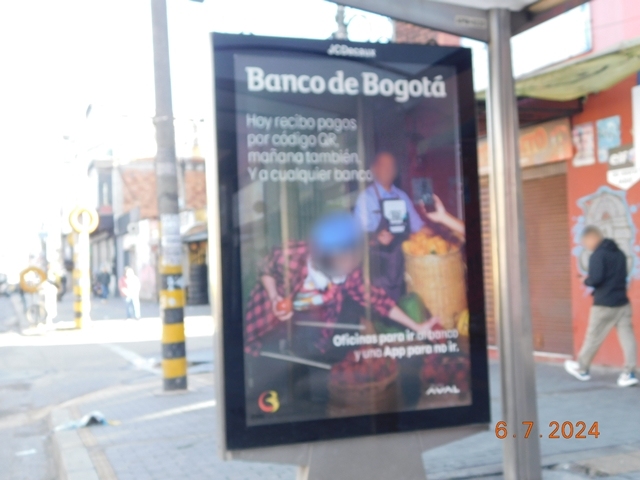 JCDecaux
Banco de Bogotá
Hoy recibo pagos
por código QR,
mañana también.
Y a cualquier banco
Oficinas para ir al banco
y una App para no ir.
AVAL
6.7.2024